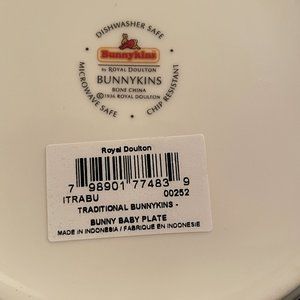 DISHWASHER SAFE
Bunnykins
BY ROYAL DOULTON
BUNNYKINS
BONE CHINA
©1936 ROYAL DOULTON
MICROWAVE SAFE
CHIP RESISTANT
Royal Doulton
7 98901 77483 9
ITRABU 00252
TRADITIONAL BUNNYKINS -
BUNNY BABY PLATE
MADE IN INDONESIA / FABRIQUÉ EN INDONESIE